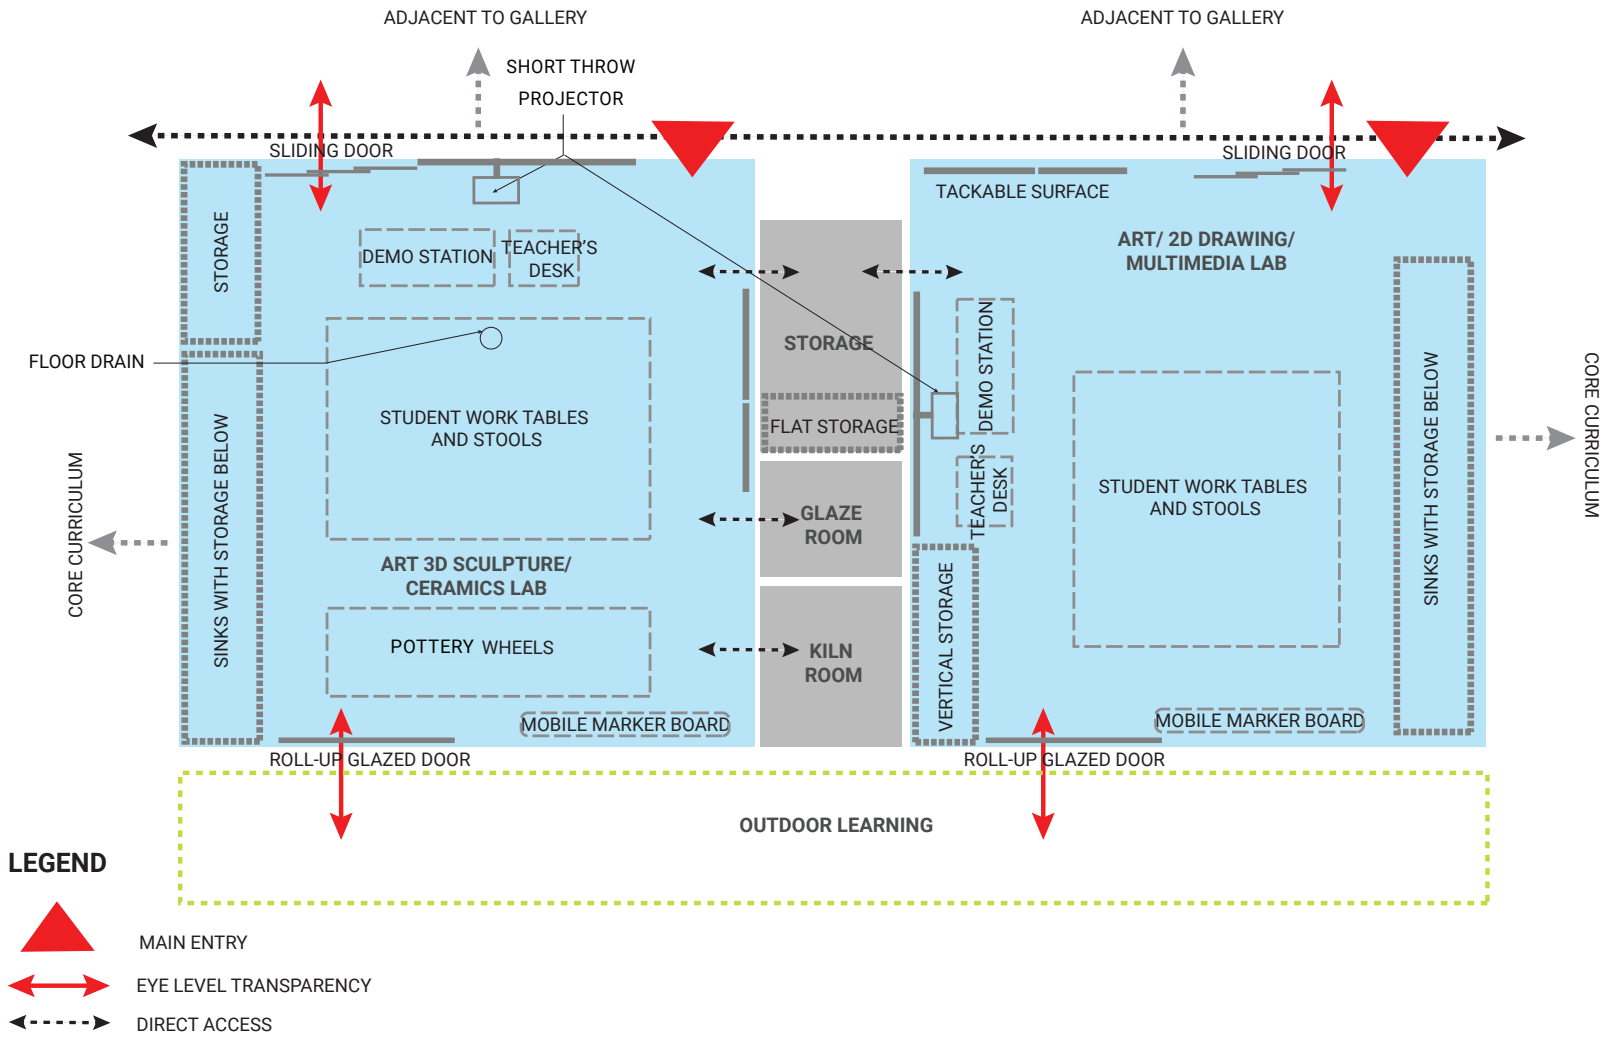 ADJACENT TO GALLERY
ADJACENT TO GALLERY
SHORT THROW
PROJECTOR
SLIDING DOOR
SLIDING DOOR
TACKABLE SURFACE
STORAGE
DEMO STATION
TEACHER'S
DESK
ART/ 2D DRAWING/
MULTIMEDIA LAB
FLOOR DRAIN
STORAGE
DEMO STATION
STUDENT WORK TABLES
AND STOOLS
FLAT STORAGE
SINKS WITH STORAGE BELOW
CORE CURRICULUM
TEACHER'S
DESK
STUDENT WORK TABLES
AND STOOLS
SINKS WITH STORAGE BELOW
CORE CURRICULUM
GLAZE
ROOM
ART 3D SCULPTURE/
CERAMICS LAB
POTTERY WHEELS
KILN
ROOM
VERTICAL STORAGE
MOBILE MARKER BOARD
MOBILE MARKER BOARD
ROLL-UP GLAZED DOOR
ROLL-UP GLAZED DOOR
OUTDOOR LEARNING
LEGEND
MAIN ENTRY
EYE LEVEL TRANSPARENCY
DIRECT ACCESS